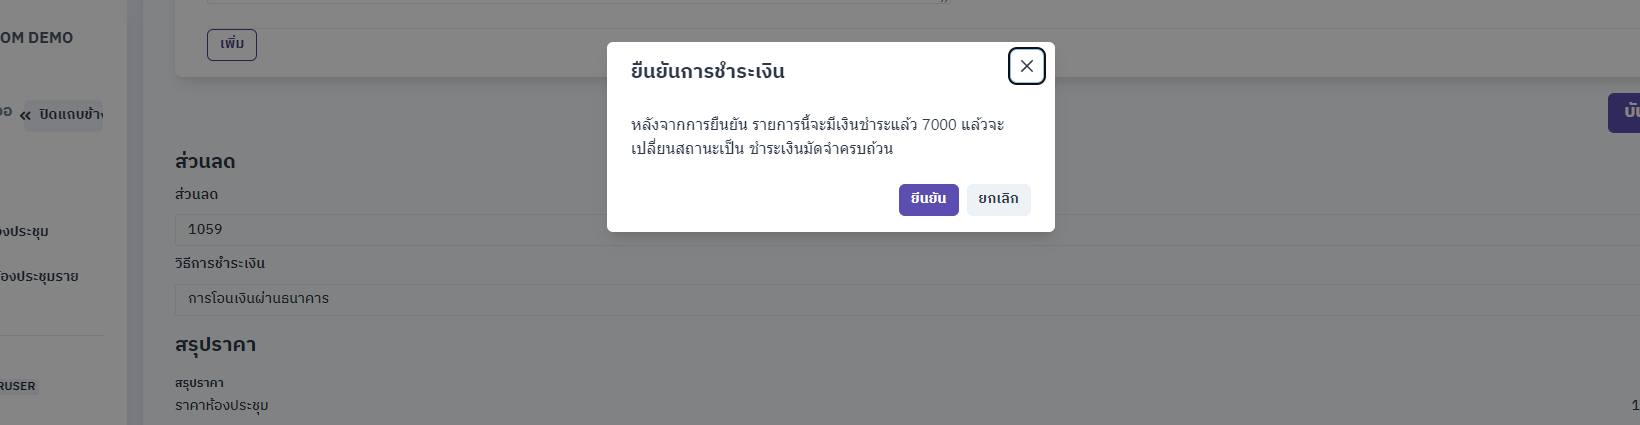 OM DEMO
เพิ่ม
ยืนยันการชำระเงิน
ปิดแถบข้าง
หลังจากการยืนยัน รายการนี้จะมีเงินชำระแล้ว 7000 แล้วจะ
เปลี่ยนสถานะเป็น ชำระเงินมัดจำครบถ้วน
ยืนยัน
ยกเลิก
ส่วนลด
ส่วนลด
1059
องประชุม
วิธีการชำระเงิน
้องประชุมราย
การโอนเงินผ่านธนาคาร
สรุปราคา
สรุปราคา
RUSER
ราคาห้องประชุม
1